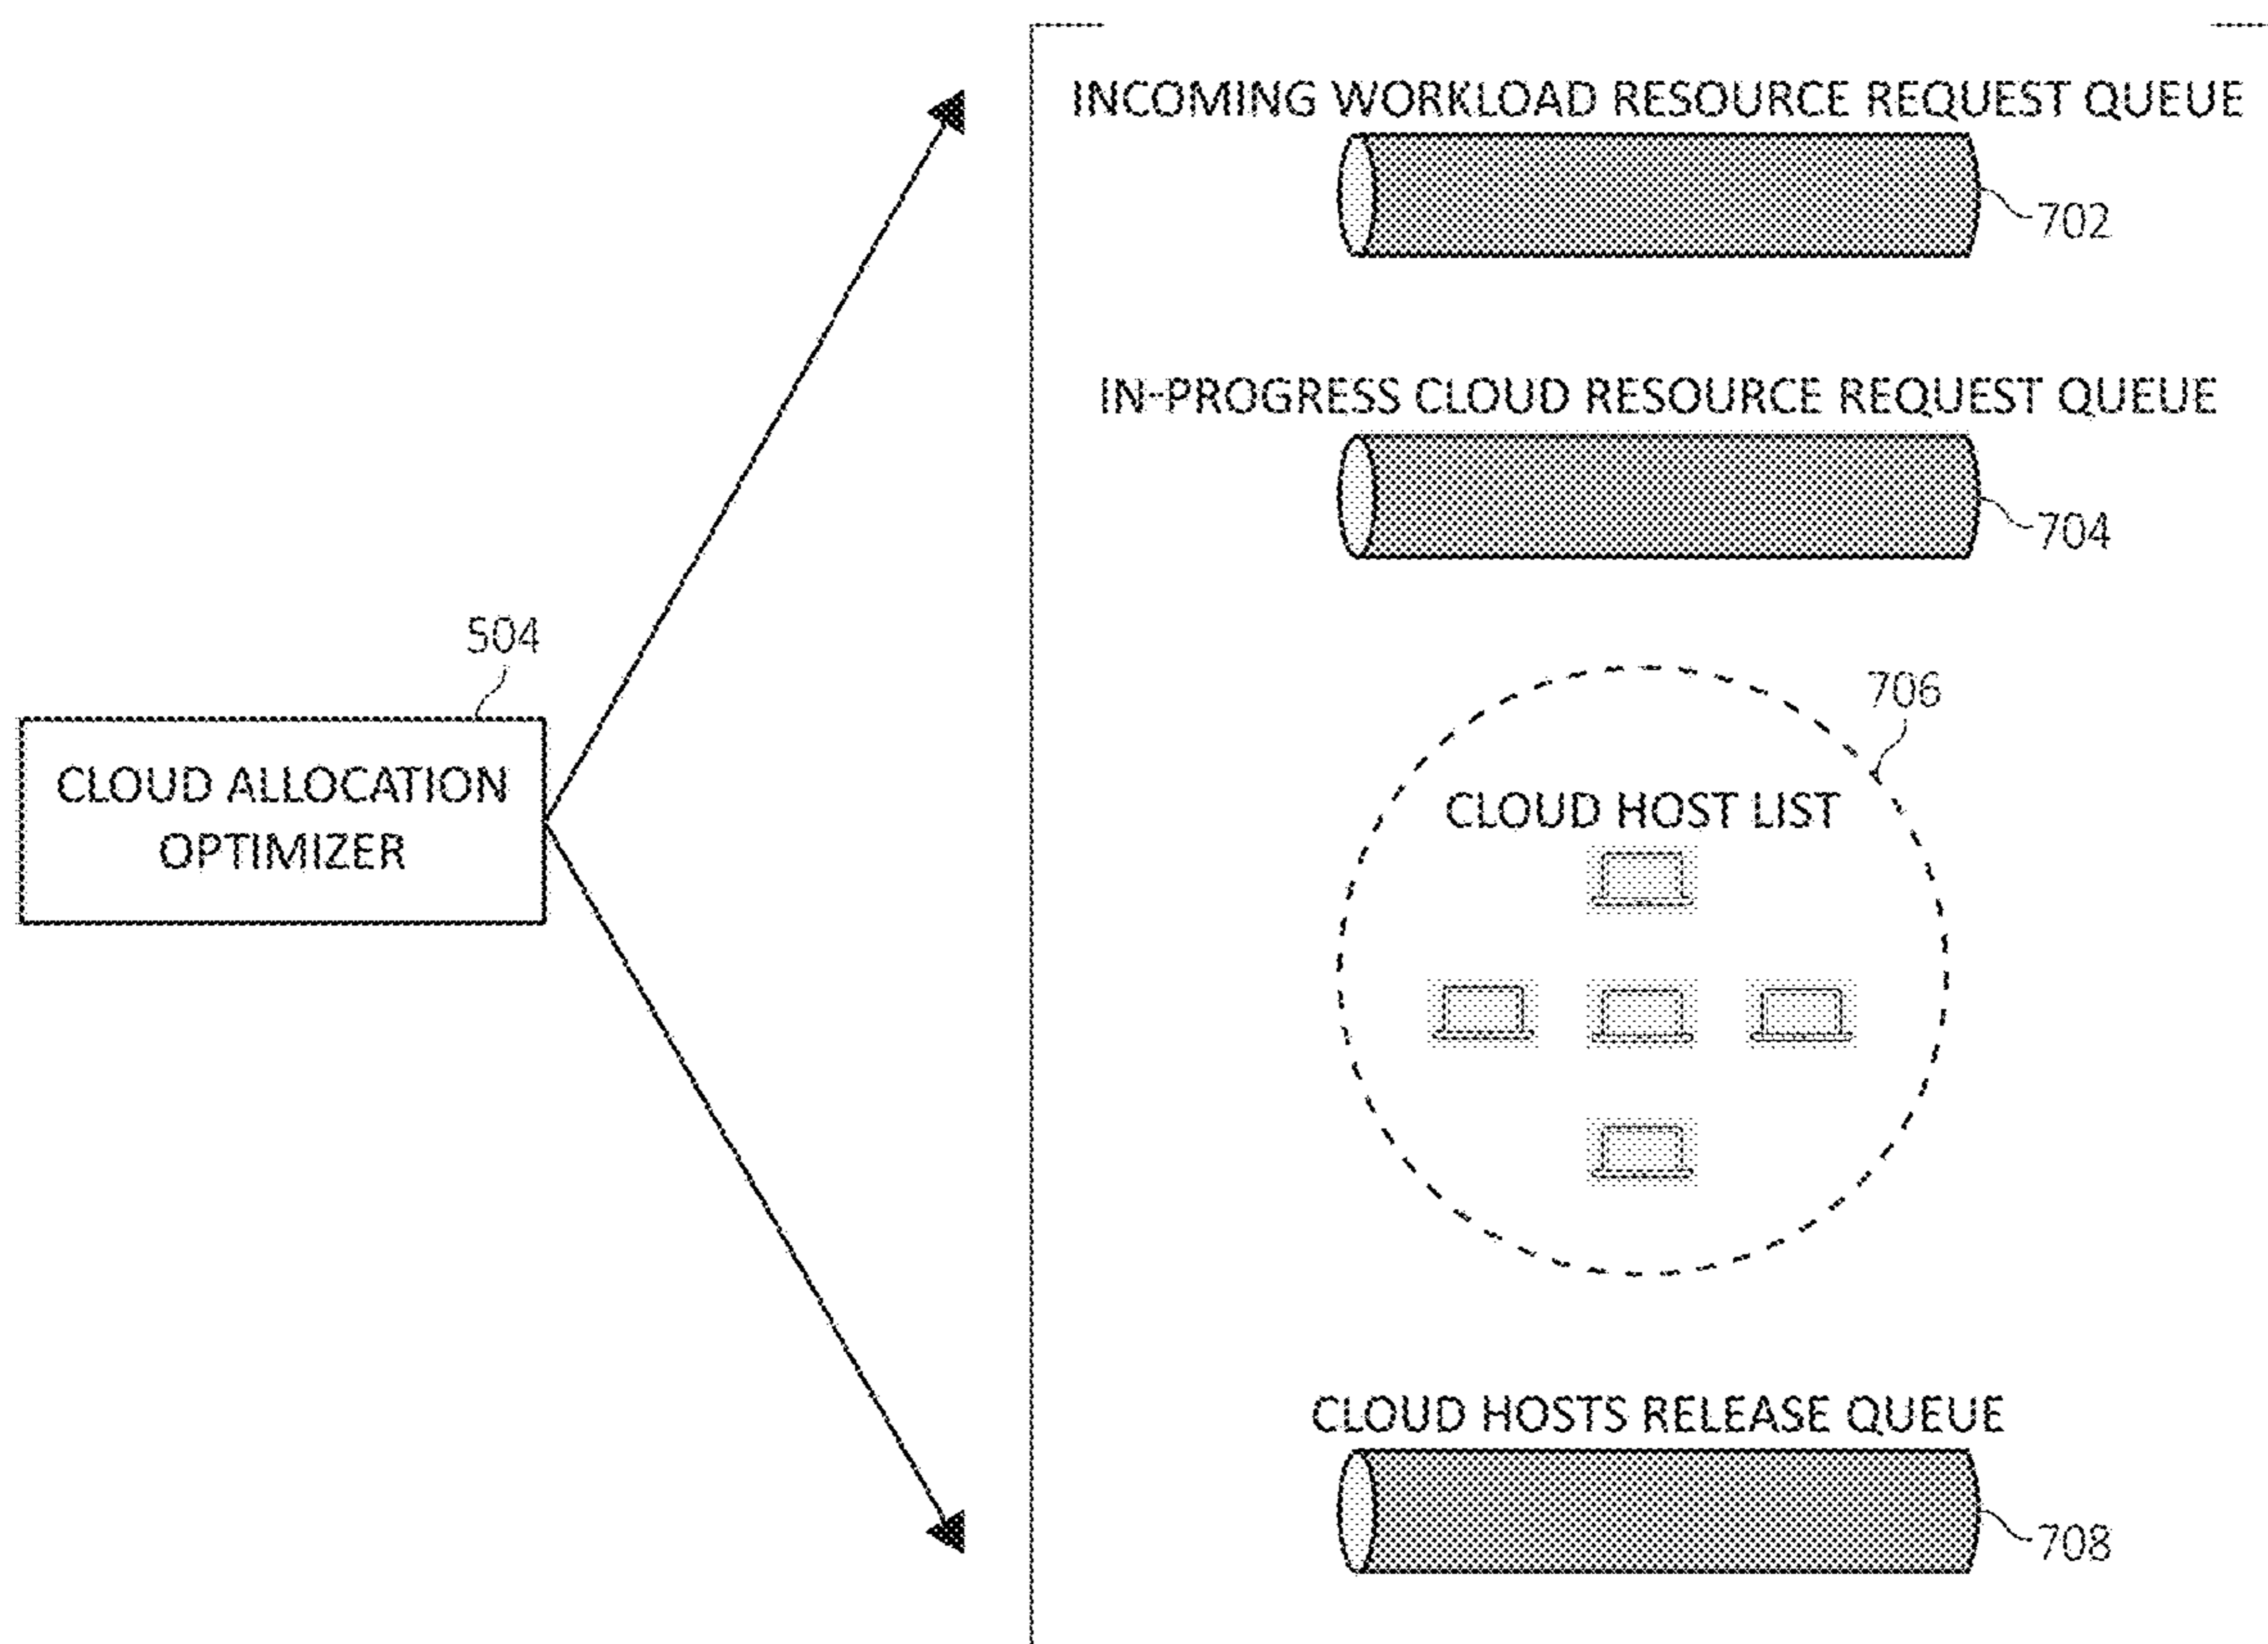 INCOMING WORKLOAD RESOURCE REQUEST QUEUE
702
IN-PROGRESS CLOUD RESOURCE REQUEST QUEUE
704
504
CLOUD ALLOCATION
OPTIMIZER
706
CLOUD HOST LIST
CLOUD HOSTS RELEASE QUEUE
708